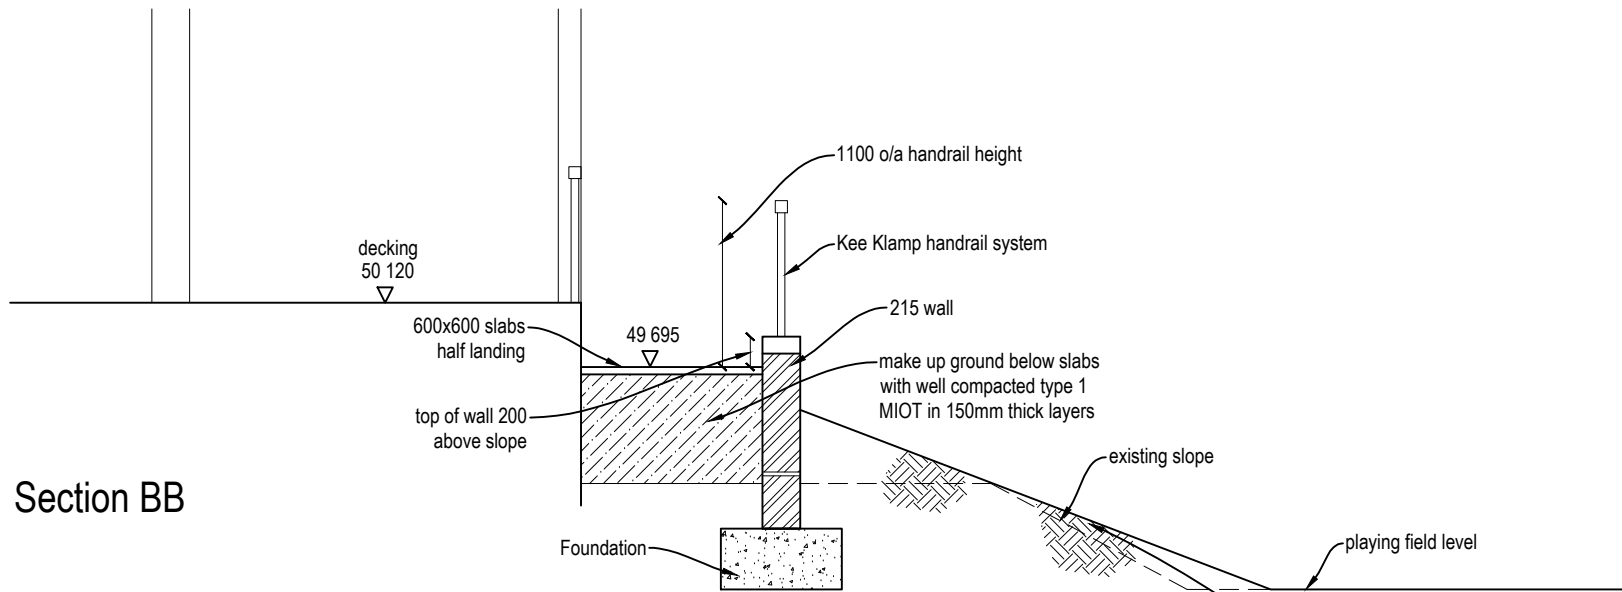 1100 o/a handrail height
Kee Klamp handrail system
decking
50 120
215 wall
600x600 slabs
half landing
49 695
make up ground below slabs
with well compacted type 1
MIOT in 150mm thick layers
top of wall 200
above slope
existing slope
Section BB
Foundation
playing field level